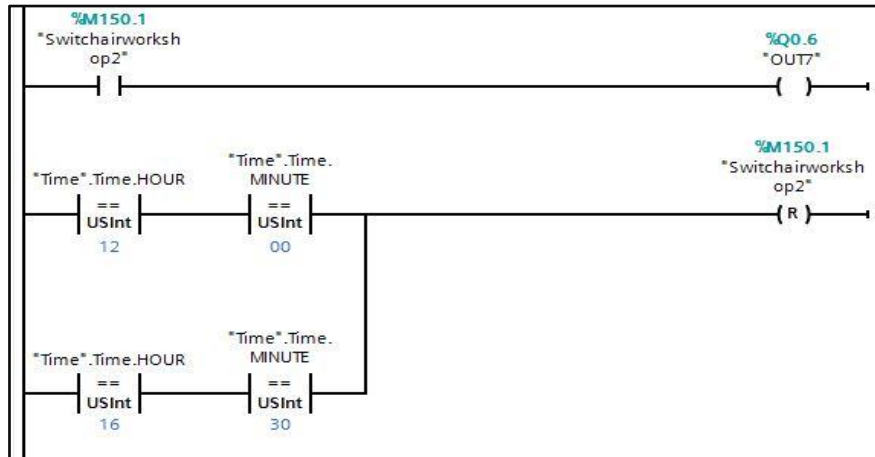 %M150.1
"Switchairworksh
op2"
%Q0.6
"OUT7"
( )
%M150.1
"Switchairworksh
op2"
"Time".Time.HOUR
"Time".Time.
MINUTE
==
USInt
12
==
USInt
00
( R )
"Time".Time.HOUR
"Time".Time.
MINUTE
==
USInt
16
==
USInt
30